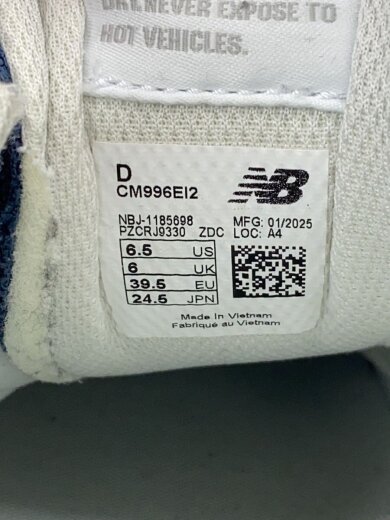 DRY. NEVER EXPOSE TO
HOT VEHICLES.
D
CM996EI2
NB
NBJ-1185698 MFG: 01/2025
PZCRJ9330 ZDC LOC: A4
6.5 US
6 UK
39.5 EU
24.5 JPN
Made in Vietnam
Fabriqué au Vietnam